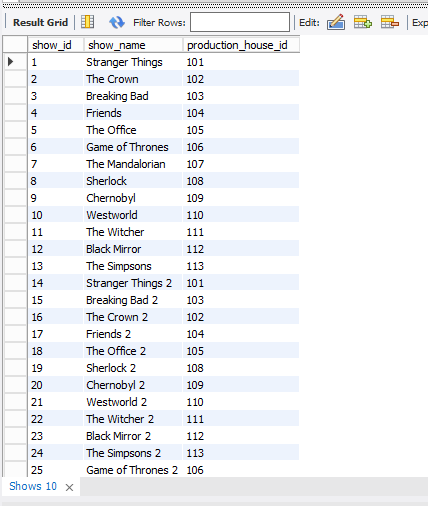 Result Grid Filter Rows: Edit: Exp
show_id show_name production_house_id
1 Stranger Things 101
2 The Crown 102
3 Breaking Bad 103
4 Friends 104
5 The Office 105
6 Game of Thrones 106
7 The Mandalorian 107
8 Sherlock 108
9 Chernobyl 109
10 Westworld 110
11 The Witcher 111
12 Black Mirror 112
13 The Simpsons 113
14 Stranger Things 2 101
15 Breaking Bad 2 103
16 The Crown 2 102
17 Friends 2 104
18 The Office 2 105
19 Sherlock 2 108
20 Chernobyl 2 109
21 Westworld 2 110
22 The Witcher 2 111
23 Black Mirror 2 112
24 The Simpsons 2 113
25 Game of Thrones 2 106
Shows 10